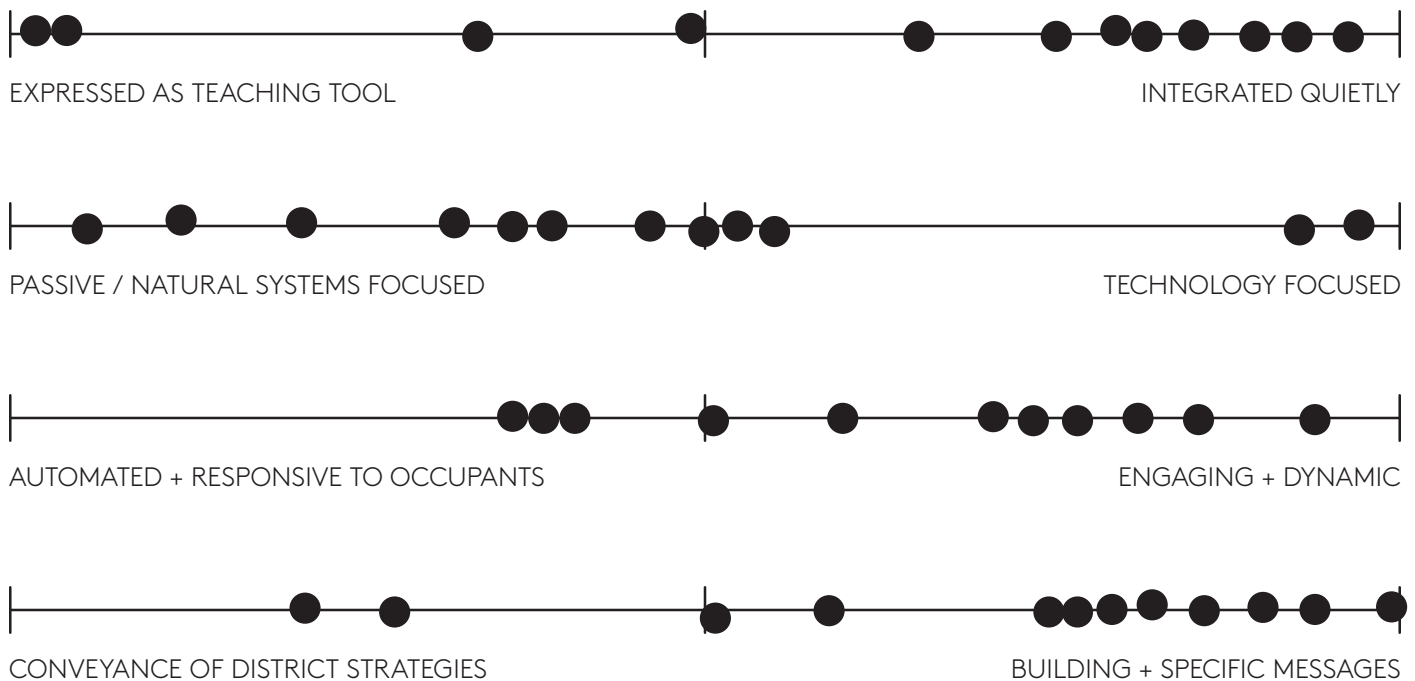 EXPRESSED AS TEACHING TOOL
INTEGRATED QUIETLY
PASSIVE / NATURAL SYSTEMS FOCUSED
TECHNOLOGY FOCUSED
AUTOMATED + RESPONSIVE TO OCCUPANTS
ENGAGING + DYNAMIC
CONVEYANCE OF DISTRICT STRATEGIES
BUILDING + SPECIFIC MESSAGES